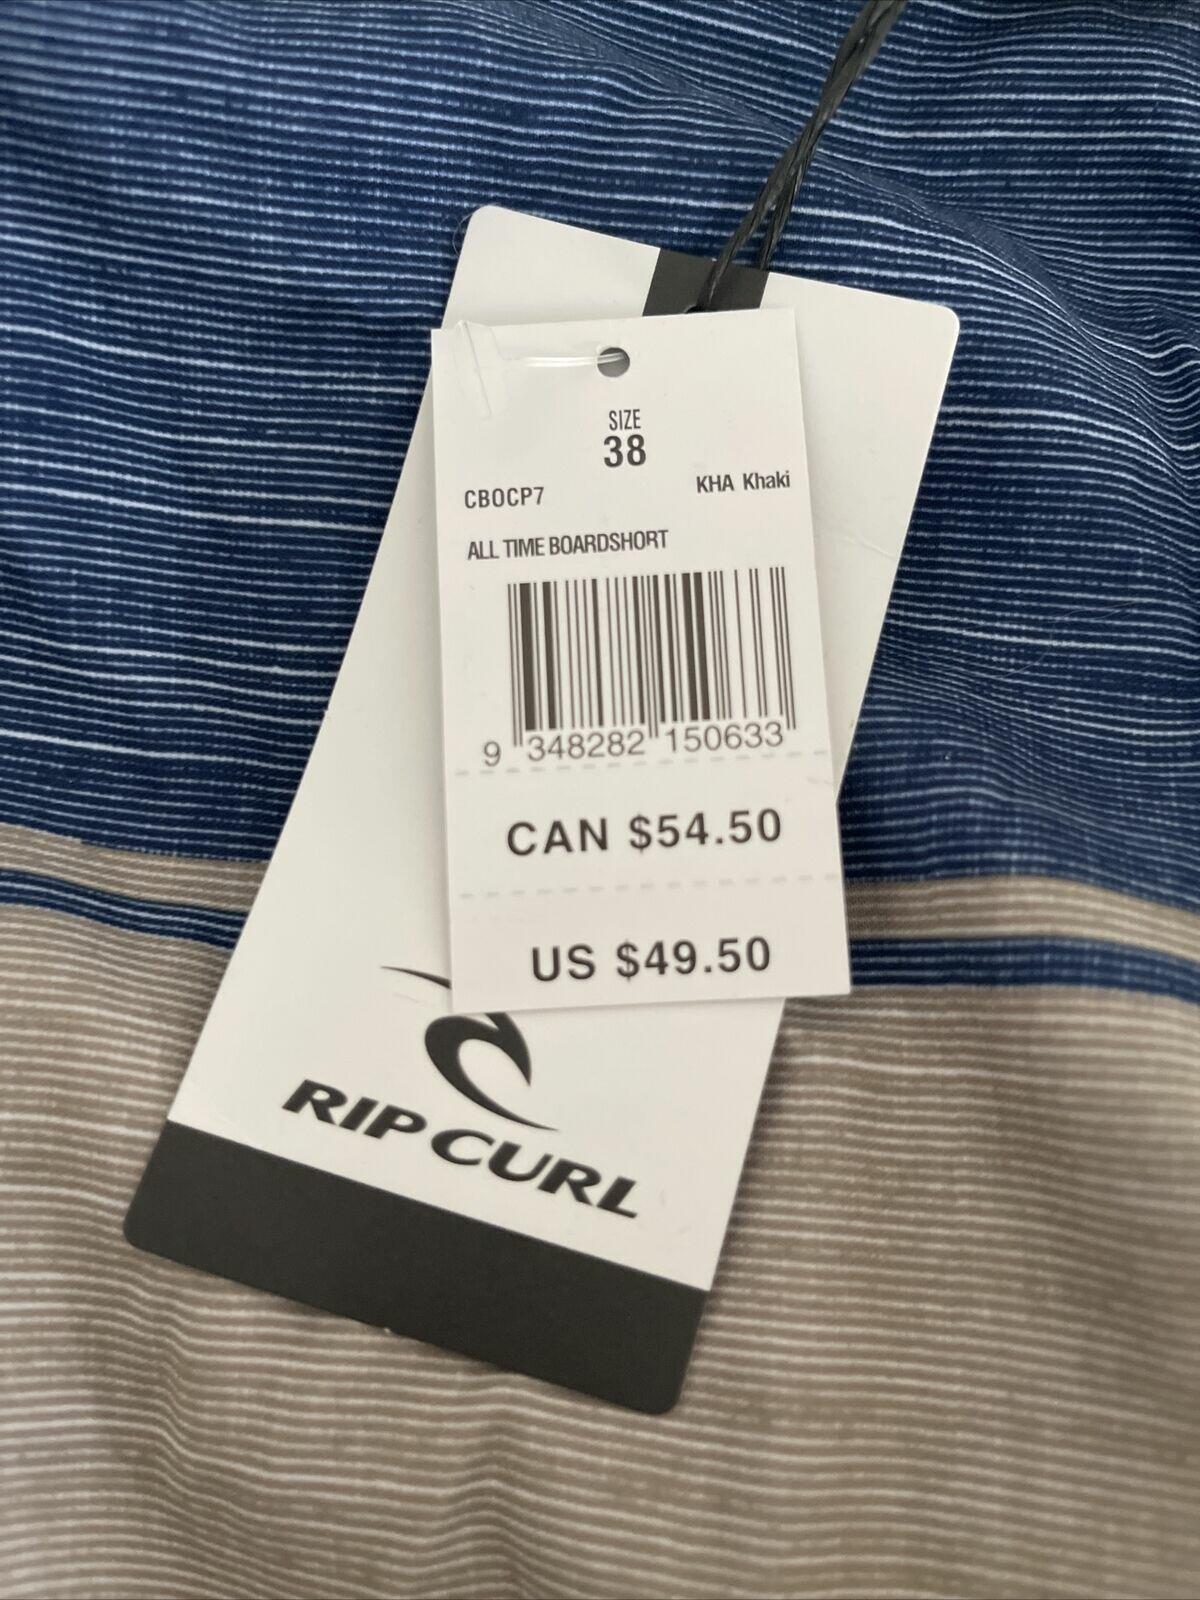 SIZE
38
CBOCP7 KHA Khaki
ALL TIME BOARDSHORT
9 348282 150633
CAN $54.50
US $49.50
RIP CURL